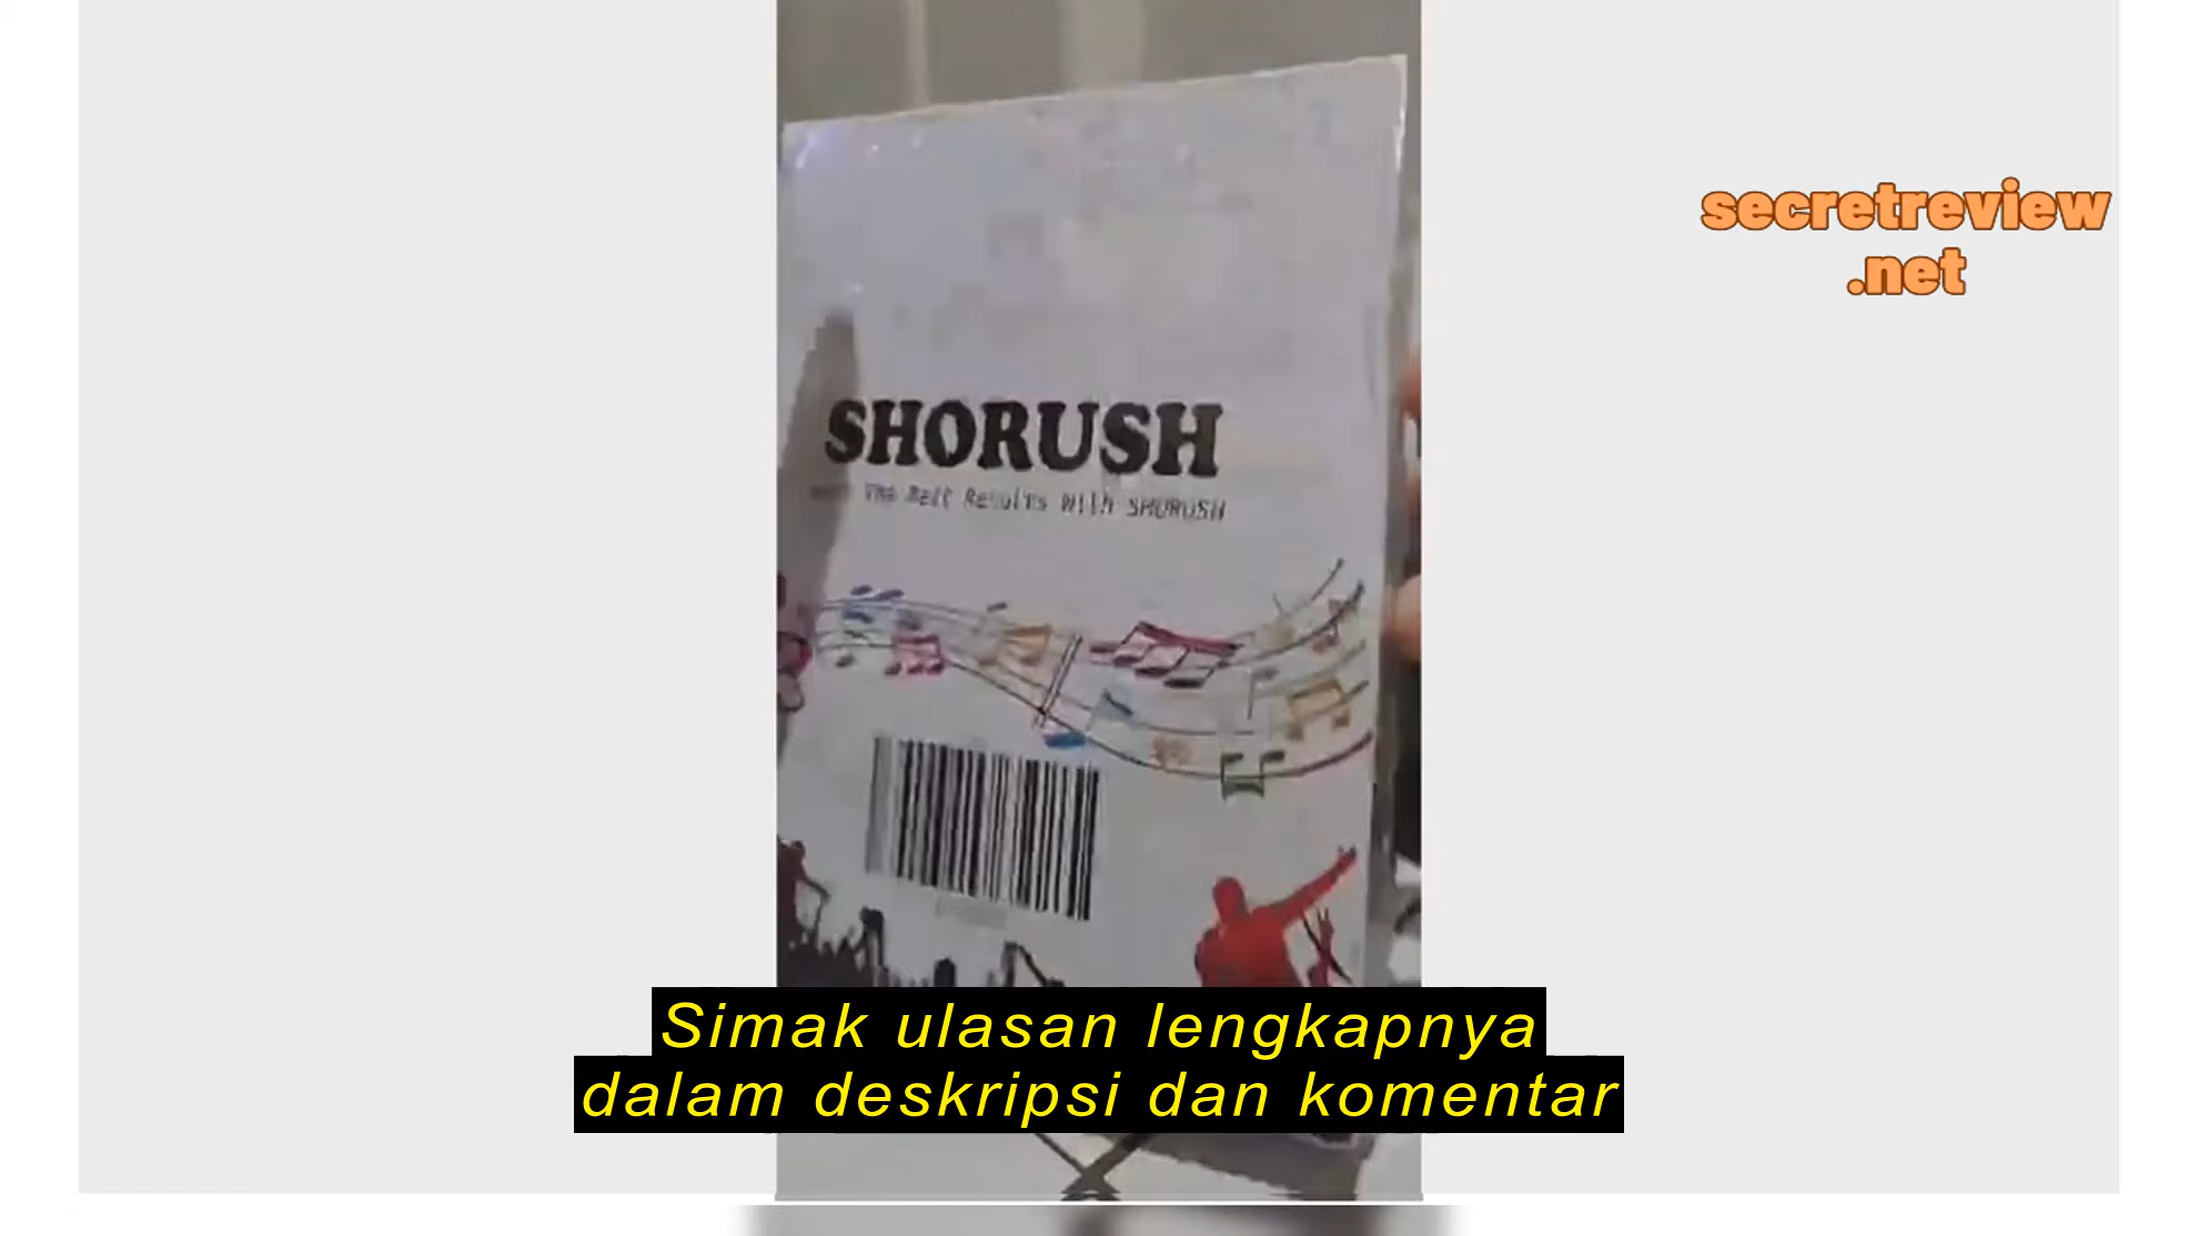 secretreview
.net
SHORUSH
The Best Results With SHORUSH
Simak ulasan lengkapnya
dalam deskripsi dan komentar